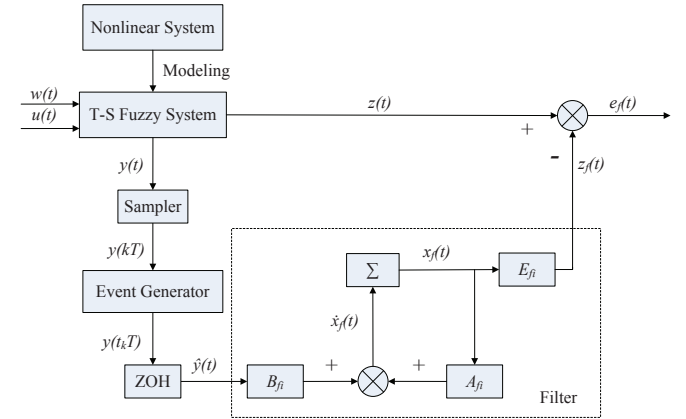 Nonlinear System
Modeling
w(t)
u(t)
T-S Fuzzy System
z(t)
+
-
e_f(t)
z_f(t)
y(t)
Sampler
y(kT)
Event Generator
y(t_kT)
ZOH
ŷ(t)
B_fi
+
+
A_fi
ẋ_f(t)
Σ
x_f(t)
E_fi
Filter